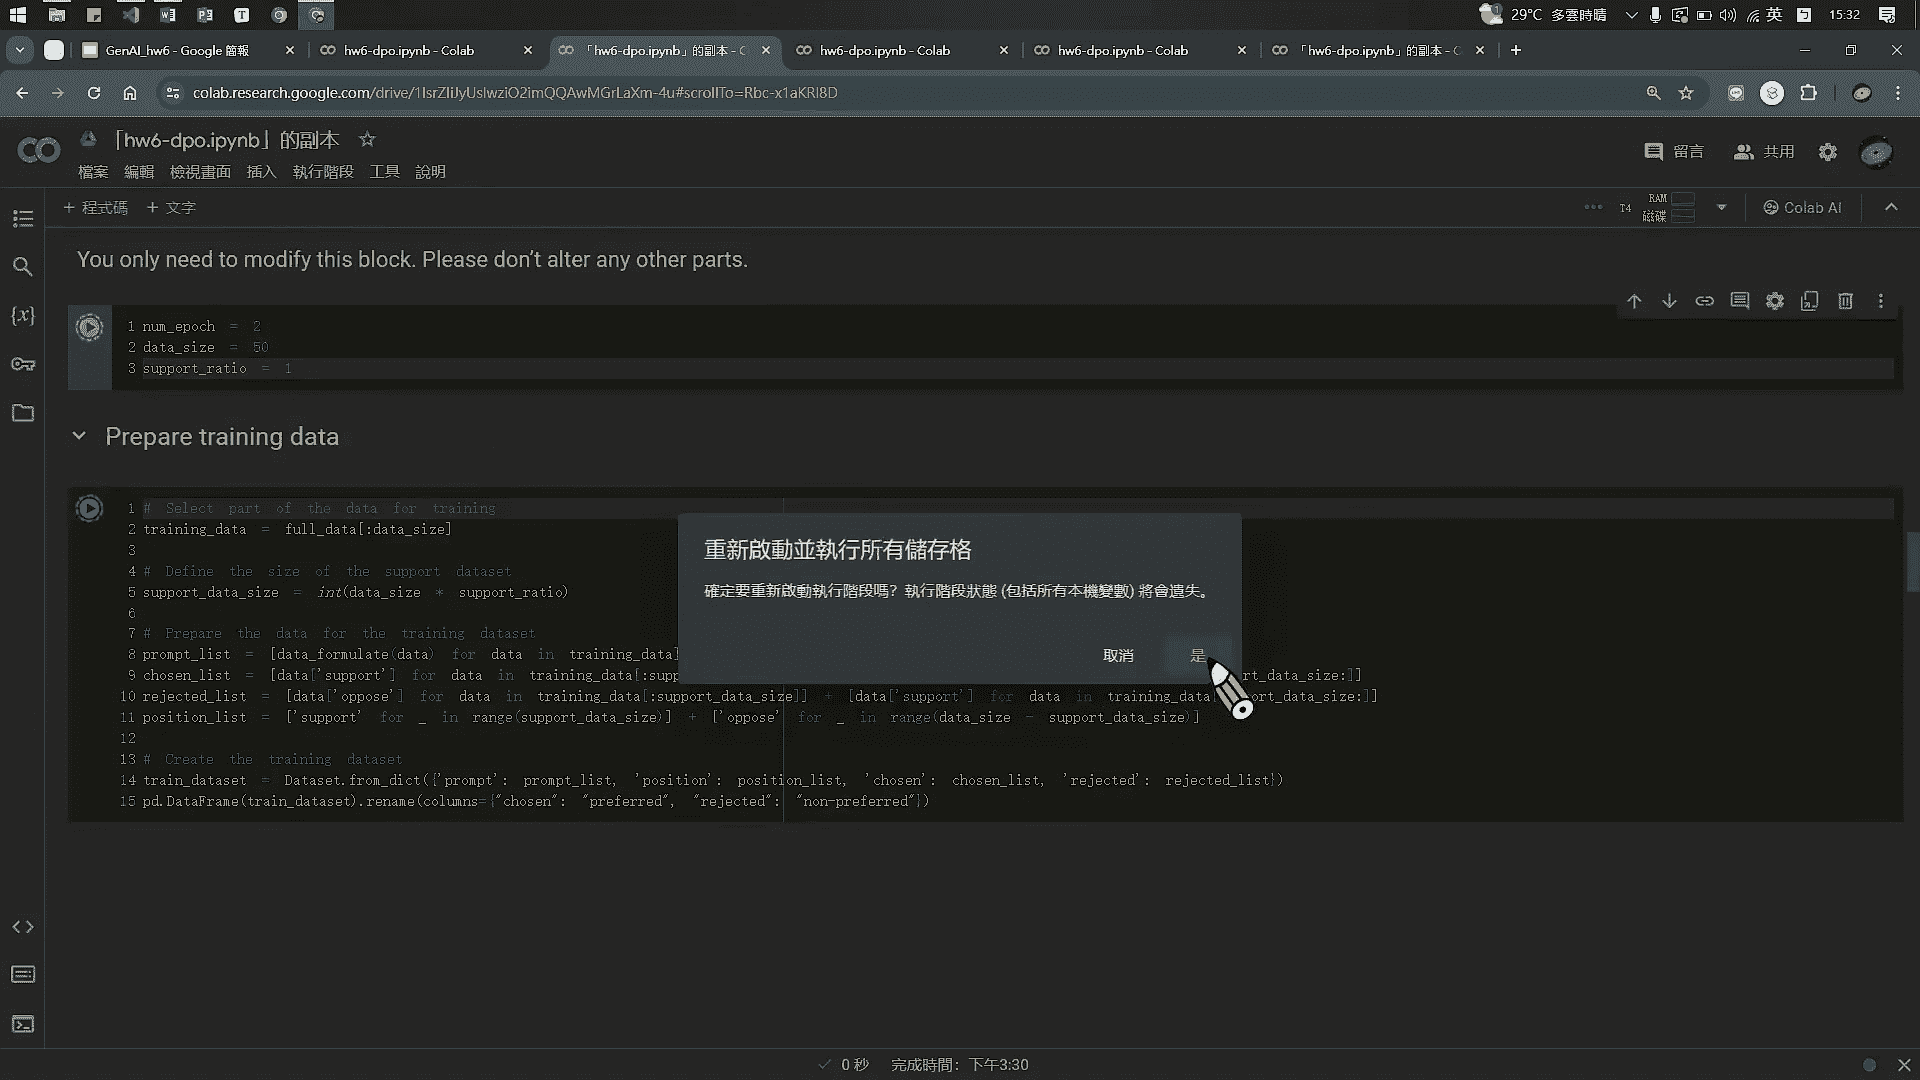 29°C 多雲時晴 英 15:32
GenAI_hw6 - Google 簡報
hw6-dpo.ipynb - Colab
「hw6-dpo.ipynb」的副本 - C
hw6-dpo.ipynb - Colab
hw6-dpo.ipynb - Colab
「hw6-dpo.ipynb」的副本 - C
colab.research.google.com/drive/1IsrZIiJyUslwziO2imQQAwMGrLaXm-4u#scrollTo=Rbc-x1aKRI8D
「hw6-dpo.ipynb」的副本
留言 共用
檔案 編輯 檢視畫面 插入 執行階段 工具 說明
+ 程式碼 + 文字
T4 RAM 磁碟 Colab AI
You only need to modify this block. Please don’t alter any other parts.
1 num_epoch = 2
2 data_size = 50
3 support_ratio = 1
Prepare training data
1 # Select part of the data for training
2 training_data = full_data[:data_size]
3
4 # Define the size of the support dataset
5 support_data_size = int(data_size * support_ratio)
6
7 # Prepare the data for the training dataset
8 prompt_list = [data_formulate(data) for data in training_data]
9 chosen_list = [data['support'] for data in training_data[:supp rt_data_size:]]
10 rejected_list = [data['oppose'] for data in training_data[:support_data_size]] + [data['support'] for data in training_data ort_data_size:]]
11 position_list = ['support' for _ in range(support_data_size)] + ['oppose' for _ in range(data_size - support_data_size)]
12
13 # Create the training dataset
14 train_dataset = Dataset.from_dict({'prompt': prompt_list, 'position': position_list, 'chosen': chosen_list, 'rejected': rejected_list})
15 pd.DataFrame(train_dataset).rename(columns={"chosen": "preferred", "rejected": "non-preferred"})
重新啟動並執行所有儲存格
確定要重新啟動執行階段嗎？執行階段狀態 (包括所有本機變數) 將會遺失。
取消 是
0 秒 完成時間：下午3:30